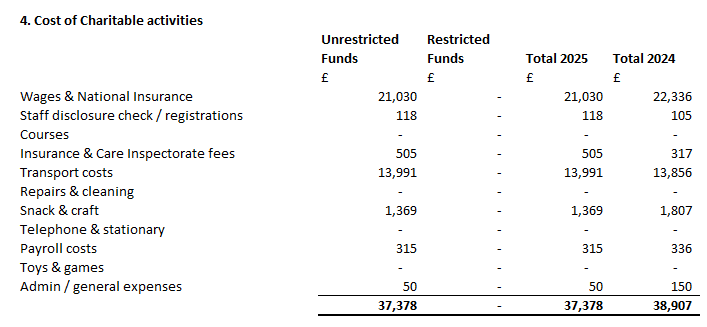 4. Cost of Charitable activities
Unrestricted Restricted
Funds Funds Total 2025 Total 2024
£ £ £ £
Wages & National Insurance 21,030 - 21,030 22,336
Staff disclosure check / registrations 118 - 118 105
Courses - - - -
Insurance & Care Inspectorate fees 505 - 505 317
Transport costs 13,991 - 13,991 13,856
Repairs & cleaning - - - -
Snack & craft 1,369 - 1,369 1,807
Telephone & stationary - - - -
Payroll costs 315 - 315 336
Toys & games - - - -
Admin / general expenses 50 - 50 150
37,378 - 37,378 38,907